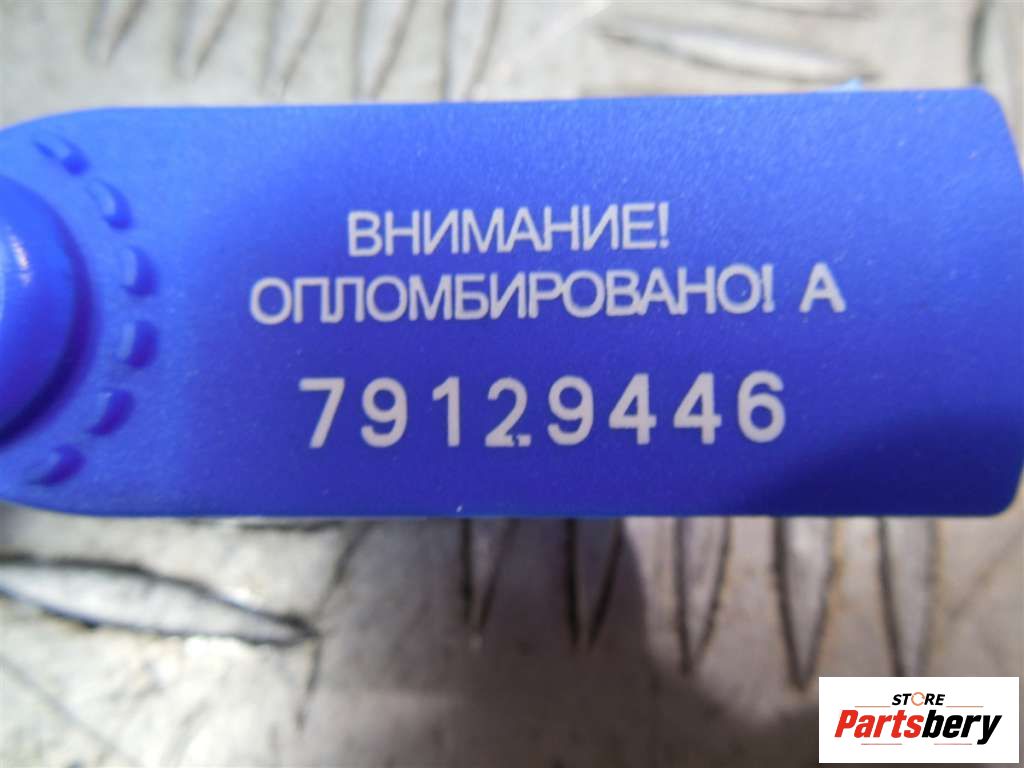 ВНИМАНИЕ!
ОПЛОМБИРОВАНО! А
79129446
STORE
Partsbery